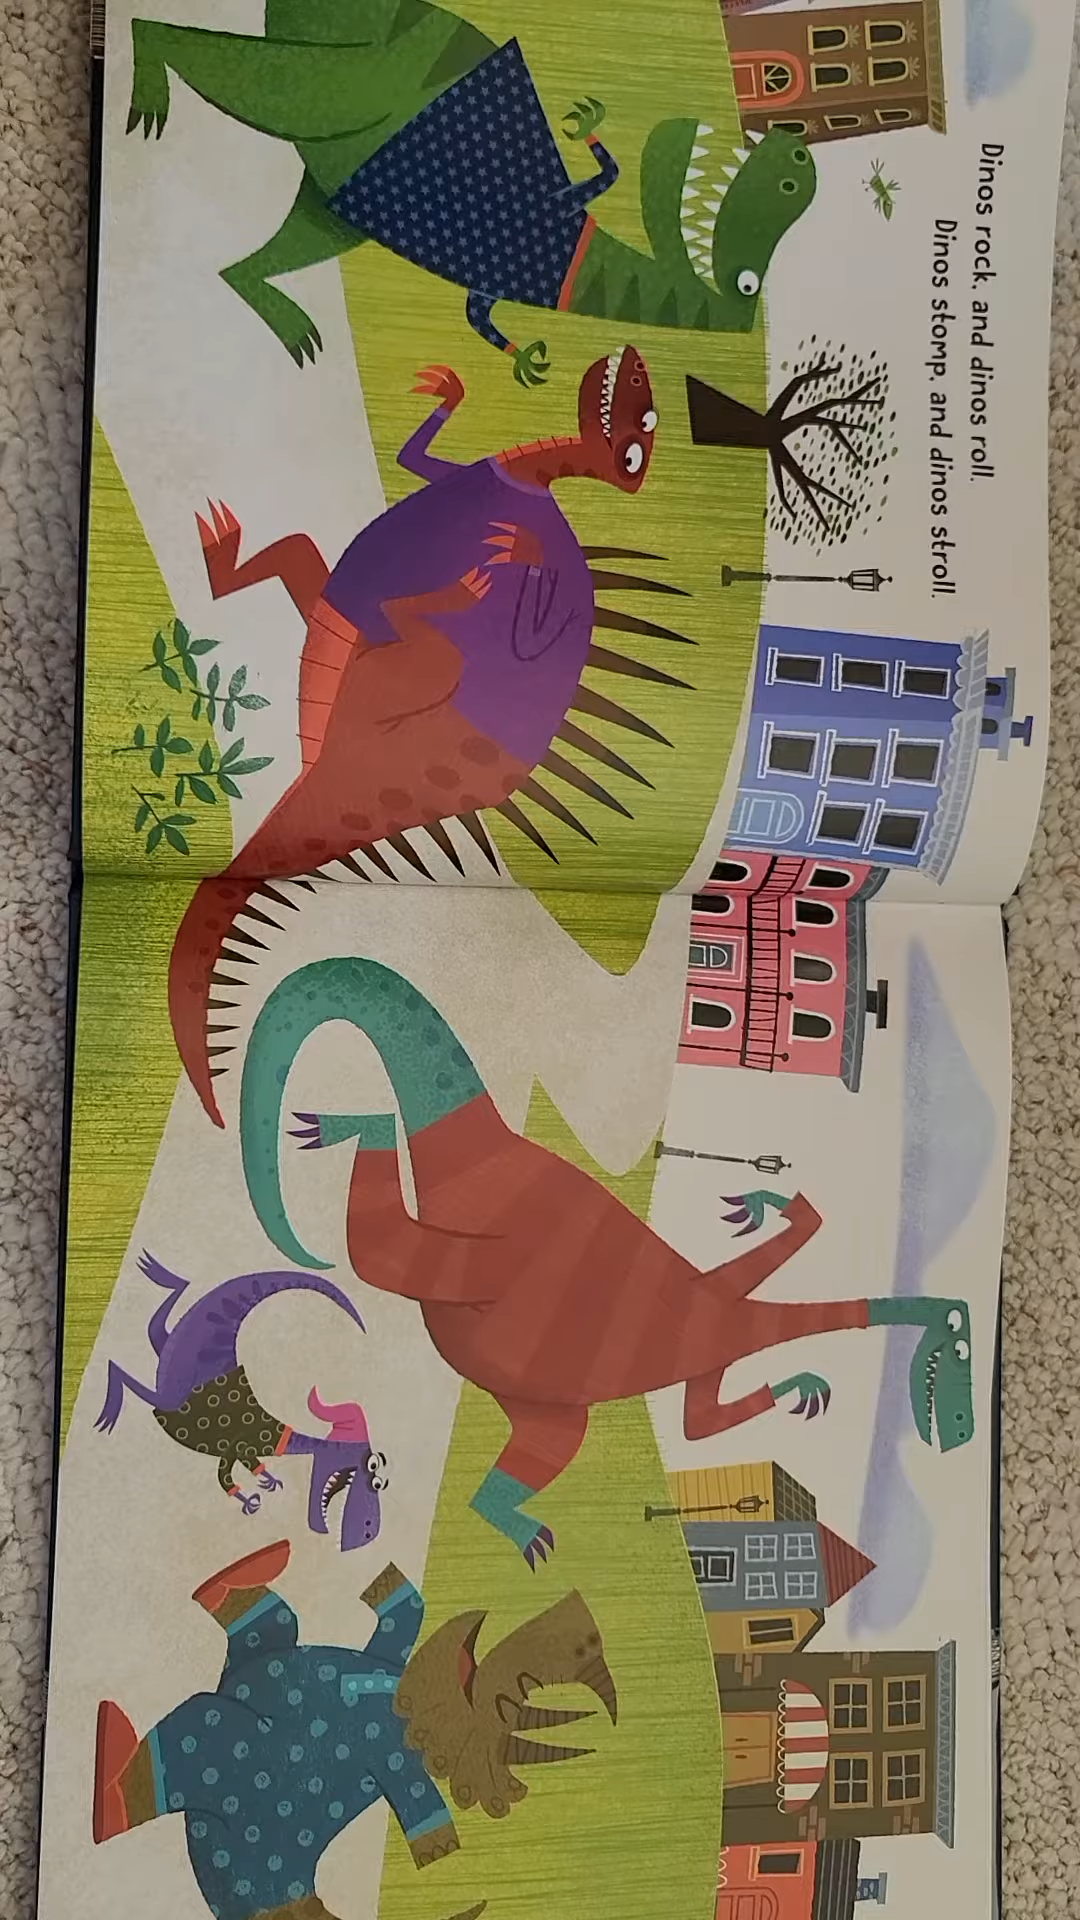 Dinos rock, and dinos roll.
Dinos stomp, and dinos stroll.